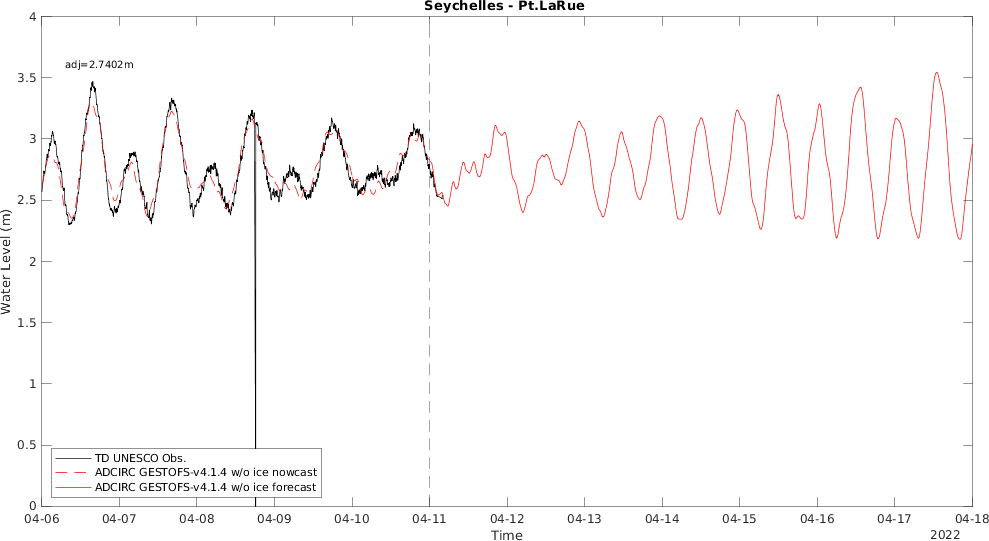 Seychelles - Pt.LaRue
adj=2.7402m
Water Level (m)
4
3.5
3
2.5
2
1.5
1
0.5
0
TD UNESCO Obs.
ADCIRC GESTOFS-v4.1.4 w/o ice nowcast
ADCIRC GESTOFS-v4.1.4 w/o ice forecast
04-06 04-07 04-08 04-09 04-10 04-11 04-12 04-13 04-14 04-15 04-16 04-17 04-18
Time
2022